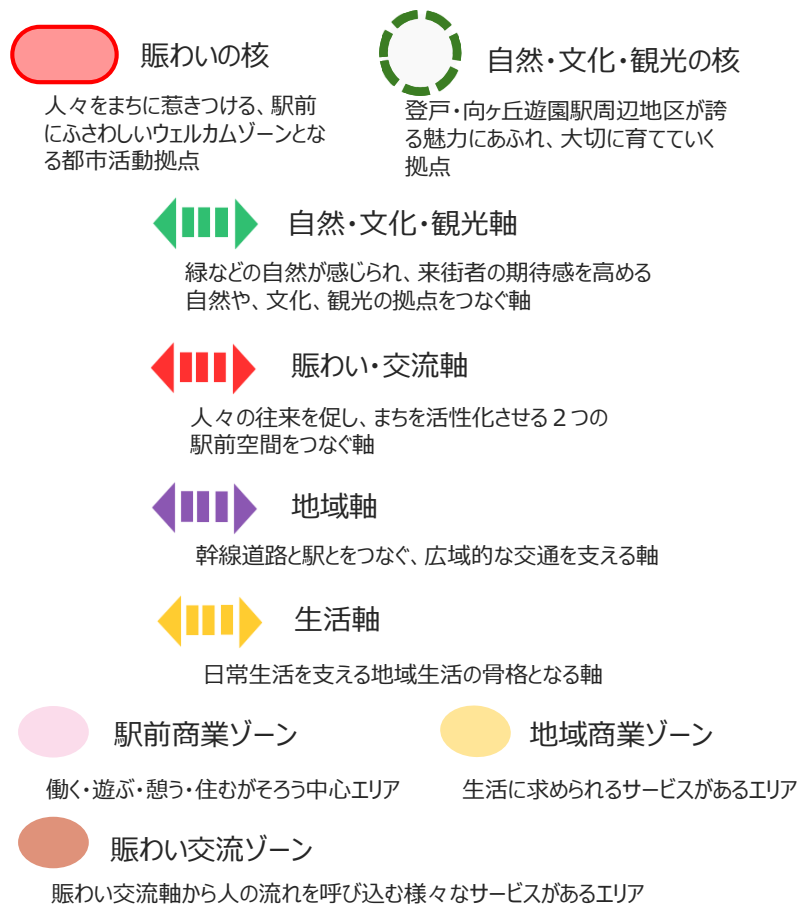 賑わいの核
人々をまちに惹きつける、駅前
にふさわしいウェルカムゾーンとな
る都市活動拠点
自然・文化・観光の核
登戸・向ヶ丘遊園駅周辺地区が誇
る魅力にあふれ、大切に育てていく
拠点
自然・文化・観光軸
緑などの自然が感じられ、来街者の期待感を高める
自然や、文化、観光の拠点をつなぐ軸
賑わい・交流軸
人々の往来を促し、まちを活性化させる２つの
駅前空間をつなぐ軸
地域軸
幹線道路と駅とをつなぐ、広域的な交通を支える軸
生活軸
日常生活を支える地域生活の骨格となる軸
駅前商業ゾーン
働く・遊ぶ・憩う・住むがそろう中心エリア
地域商業ゾーン
生活に求められるサービスがあるエリア
賑わい交流ゾーン
賑わい交流軸から人の流れを呼び込む様々なサービスがあるエリア